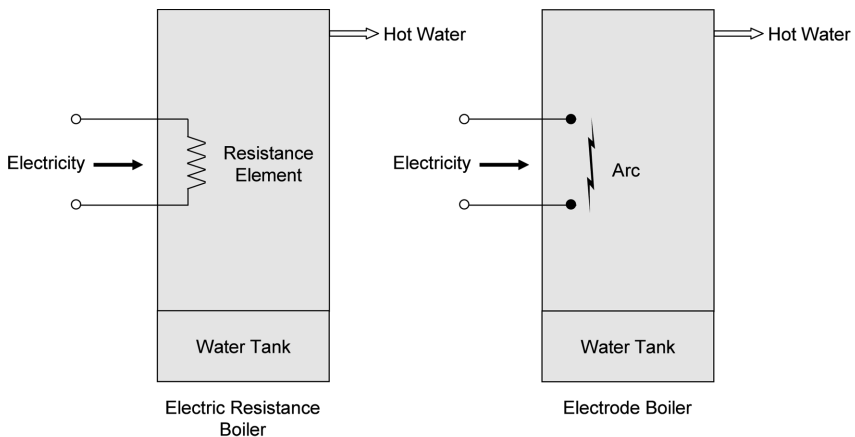 Hot Water
Electricity
Resistance
Element
Water Tank
Electric Resistance
Boiler
Hot Water
Electricity
Arc
Water Tank
Electrode Boiler